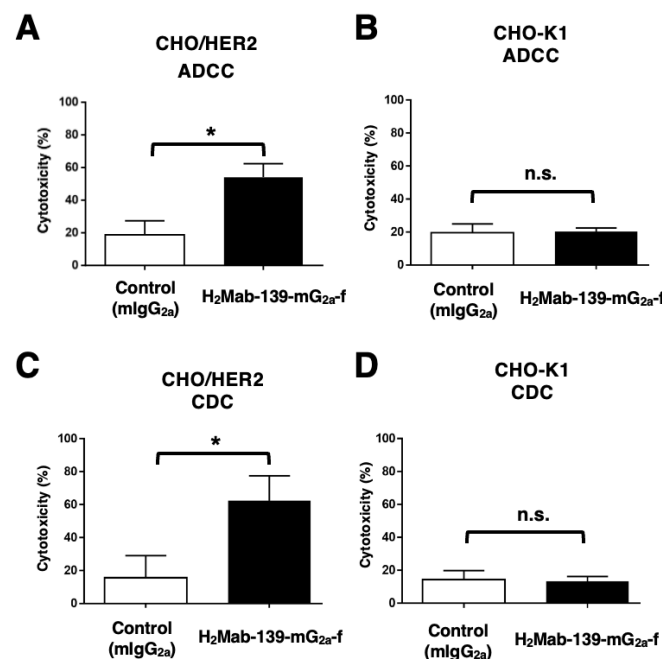 A
CHO/HER2
ADCC
Cytotoxicity (%)
100
80
60
40
20
0
*
Control
(mIgG2a)
H2Mab-139-mG2a-f
B
CHO-K1
ADCC
Cytotoxicity (%)
100
80
60
40
20
0
n.s.
Control
(mIgG2a)
H2Mab-139-mG2a-f
C
CHO/HER2
CDC
Cytotoxicity (%)
100
80
60
40
20
0
*
Control
(mIgG2a)
H2Mab-139-mG2a-f
D
CHO-K1
CDC
Cytotoxicity (%)
100
80
60
40
20
0
n.s.
Control
(mIgG2a)
H2Mab-139-mG2a-f